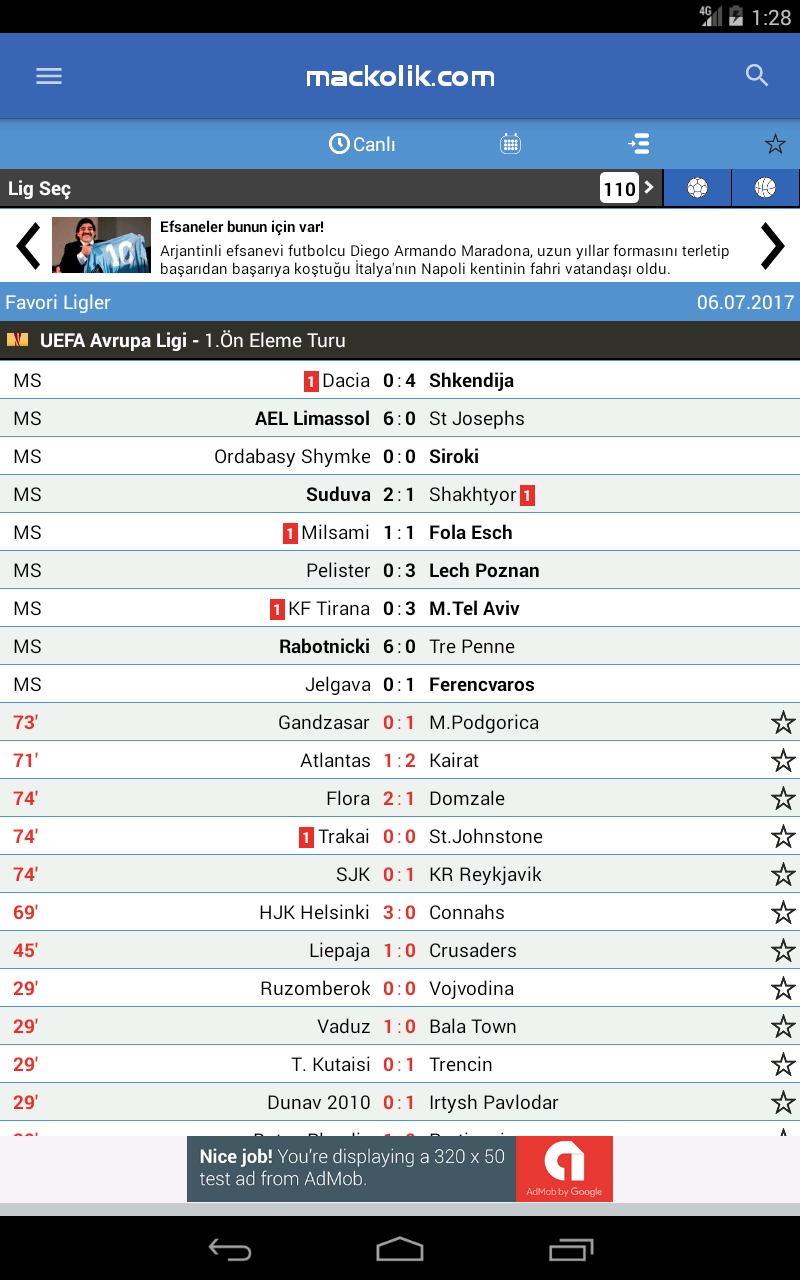 4G 1:28
mackolik.com
Canlı
Lig Seç 110
Efsaneler bunun için var!
Arjantinli efsanevi futbolcu Diego Armando Maradona, uzun yıllar formasını terletip
başarıdan başarıya koştuğu İtalya'nın Napoli kentinin fahri vatandaşı oldu.
10
Favori Ligler 06.07.2017
UEFA Avrupa Ligi - 1.Ön Eleme Turu
MS 1 Dacia 0 : 4 Shkendija
MS AEL Limassol 6 : 0 St Josephs
MS Ordabasy Shymke 0 : 0 Siroki
MS Suduva 2 : 1 Shakhtyor 1
MS 1 Milsami 1 : 1 Fola Esch
MS Pelister 0 : 3 Lech Poznan
MS 1 KF Tirana 0 : 3 M.Tel Aviv
MS Rabotnicki 6 : 0 Tre Penne
MS Jelgava 0 : 1 Ferencvaros
73' Gandzasar 0 : 1 M.Podgorica
71' Atlantas 1 : 2 Kairat
74' Flora 2 : 1 Domzale
74' 1 Trakai 0 : 0 St.Johnstone
74' SJK 0 : 1 KR Reykjavik
69' HJK Helsinki 3 : 0 Connahs
45' Liepaja 1 : 0 Crusaders
29' Ruzomberok 0 : 0 Vojvodina
29' Vaduz 1 : 0 Bala Town
29' T. Kutaisi 0 : 1 Trencin
29' Dunav 2010 0 : 1 Irtysh Pavlodar
Nice job! You're displaying a 320 x 50
test ad from AdMob.
AdMob by Google